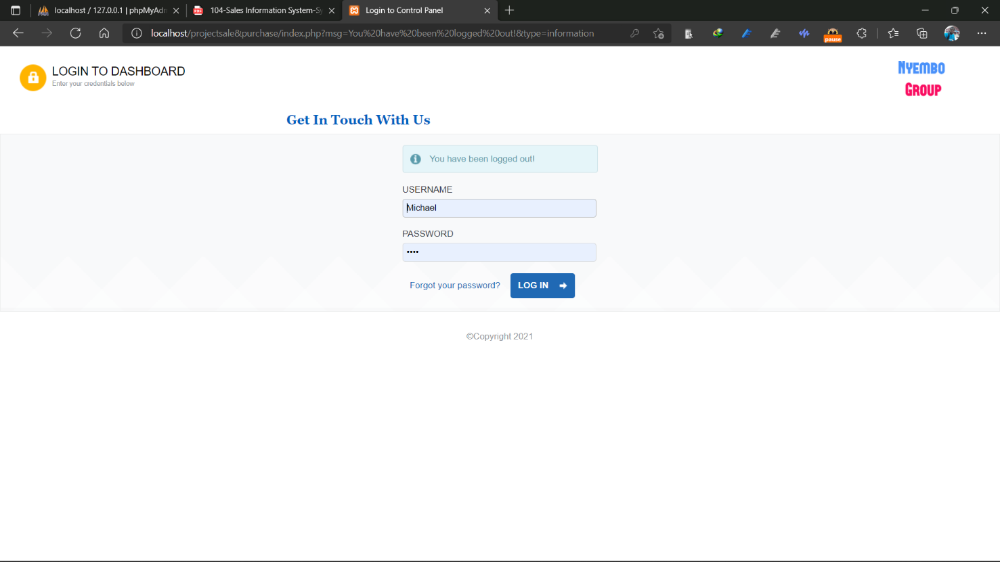 localhost / 127.0.0.1 | phpMyAdm
104-Sales Information System-Sy
Login to Control Panel
localhost/projectsale&purchase/index.php?msg=You%20have%20been%20logged%20out!&type=information
pause
LOGIN TO DASHBOARD
Enter your credentials below
Nyembo
Group
Get In Touch With Us
You have been logged out!
USERNAME
Michael
PASSWORD
••••
Forgot your password?
LOG IN
©Copyright 2021